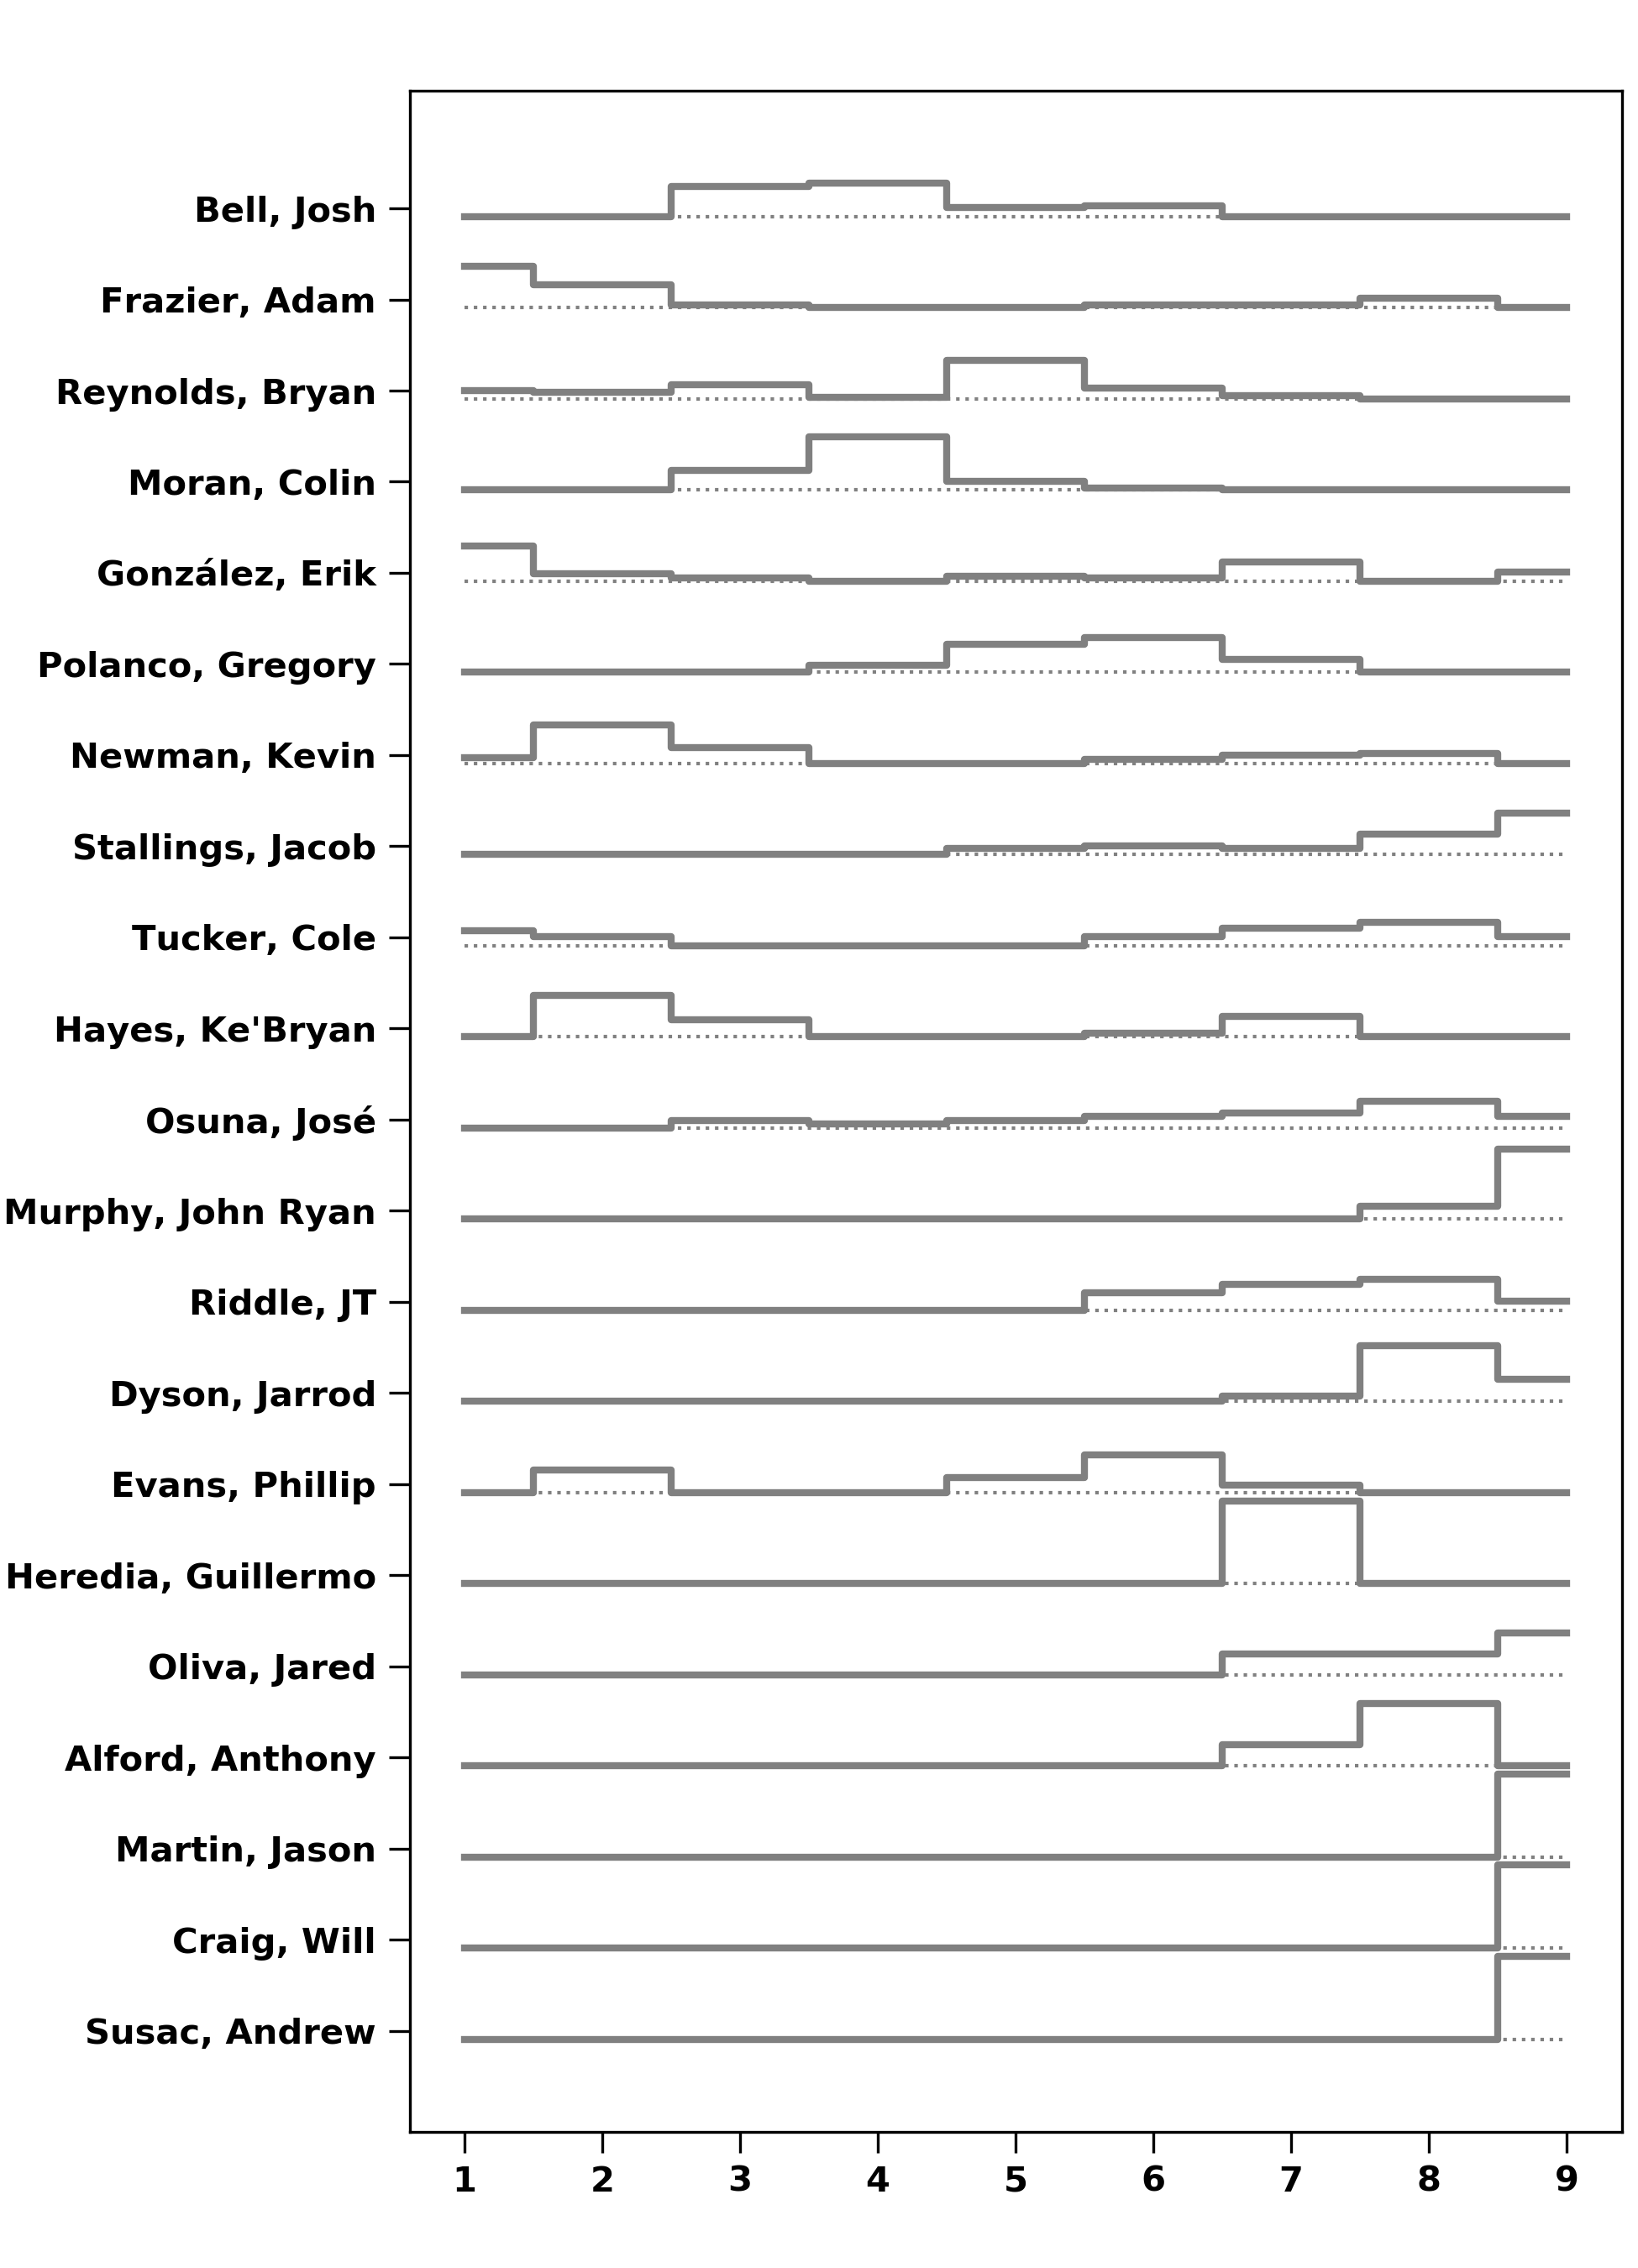 Bell, Josh
Frazier, Adam
Reynolds, Bryan
Moran, Colin
González, Erik
Polanco, Gregory
Newman, Kevin
Stallings, Jacob
Tucker, Cole
Hayes, Ke'Bryan
Osuna, José
Murphy, John Ryan
Riddle, JT
Dyson, Jarrod
Evans, Phillip
Heredia, Guillermo
Oliva, Jared
Alford, Anthony
Martin, Jason
Craig, Will
Susac, Andrew
1 2 3 4 5 6 7 8 9